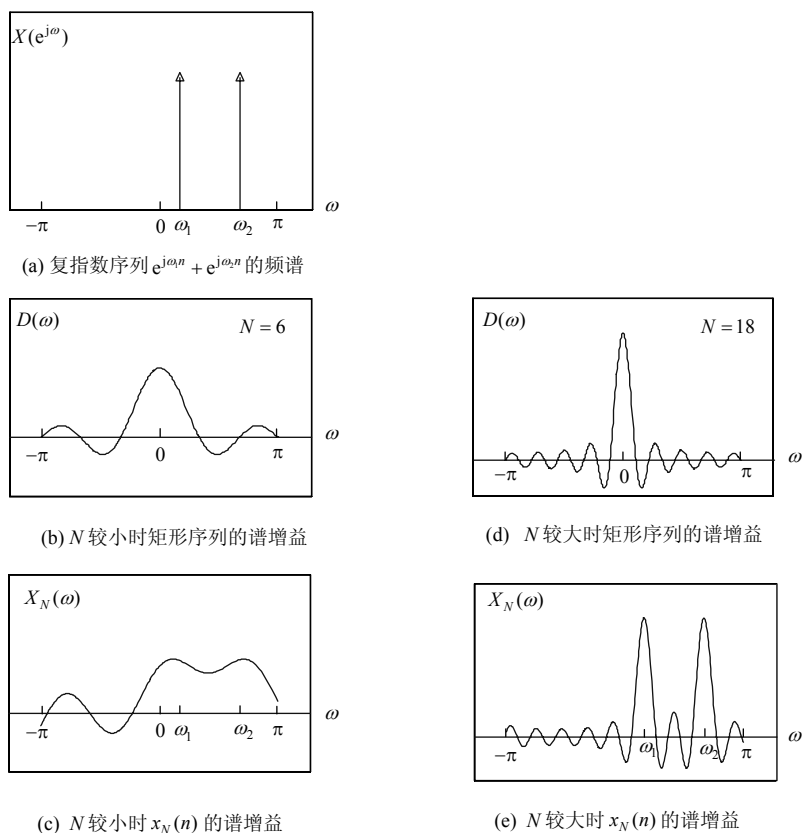 X(e^{jω})
ω
−π 0 ω₁ ω₂ π
(a) 复指数序列 e^{jω₁n} + e^{jω₂n} 的频谱
D(ω) N = 6
ω
−π 0 π
(b) N 较小时矩形序列的谱增益
D(ω) N = 18
ω
−π 0 π
(d) N 较大时矩形序列的谱增益
X_N(ω)
ω
−π 0 ω₁ ω₂ π
(c) N 较小时 x_N(n) 的谱增益
X_N(ω)
ω
−π ω₁ ω₂ π
(e) N 较大时 x_N(n) 的谱增益